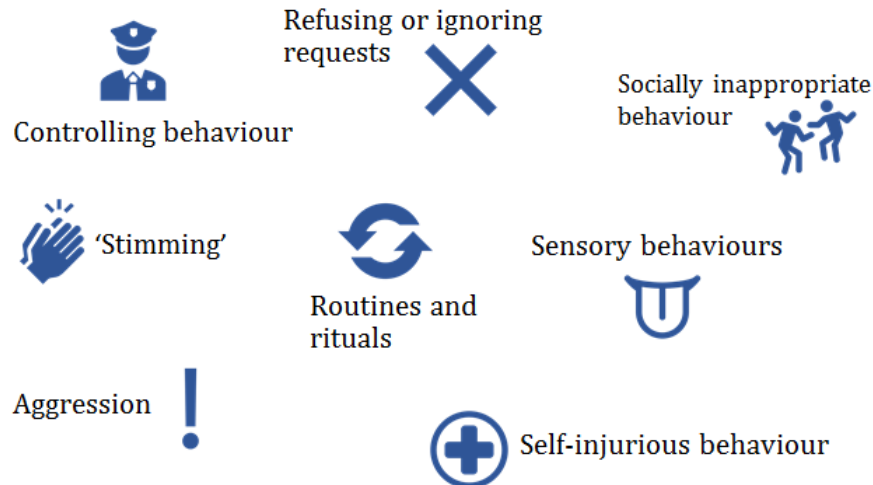 Refusing or ignoring
requests
Controlling behaviour
Socially inappropriate
behaviour
‘Stimming’
Routines and
rituals
Sensory behaviours
Aggression
Self-injurious behaviour